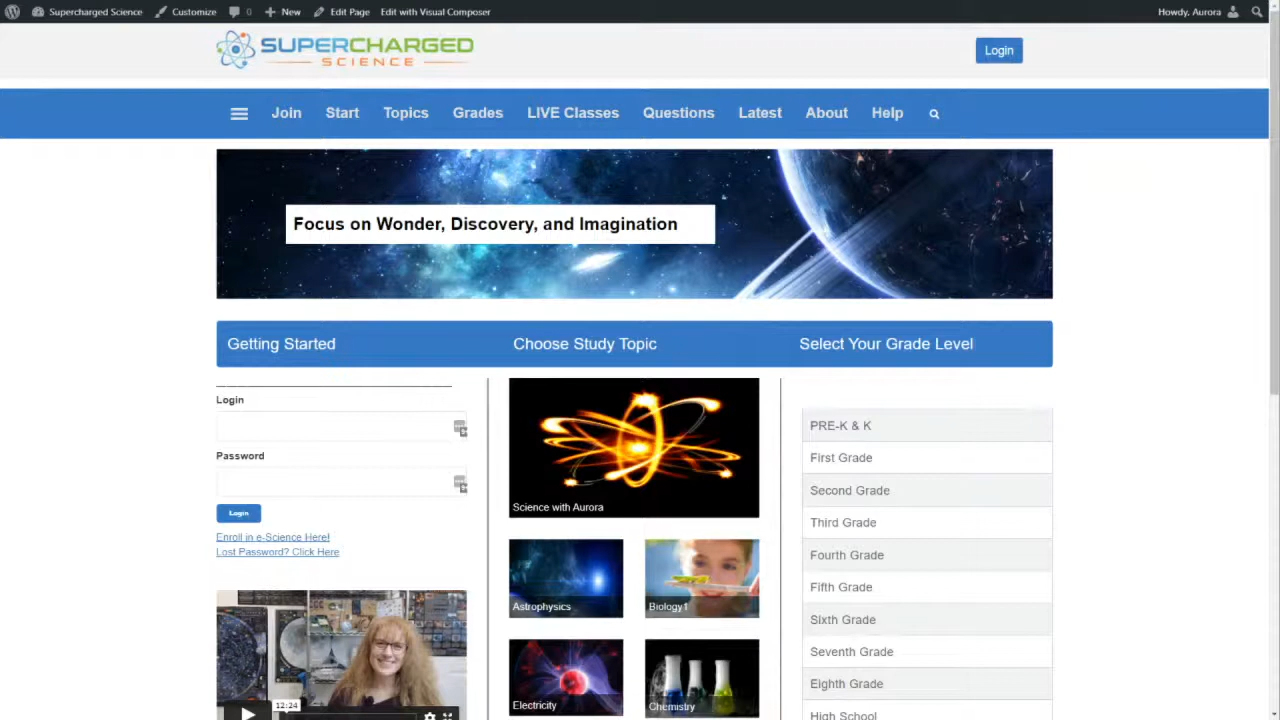 Supercharged Science Customize 0 New Edit Page Edit with Visual Composer Howdy, Aurora
SUPERCHARGED
SCIENCE
Login
Join Start Topics Grades LIVE Classes Questions Latest About Help
Focus on Wonder, Discovery, and Imagination
Getting Started Choose Study Topic Select Your Grade Level
Login
Password
Login
Enroll in e-Science Here!
Lost Password? Click Here
12:24
Science with Aurora
Astrophysics
Biology1
Electricity
Chemistry
PRE-K & K
First Grade
Second Grade
Third Grade
Fourth Grade
Fifth Grade
Sixth Grade
Seventh Grade
Eighth Grade
High School